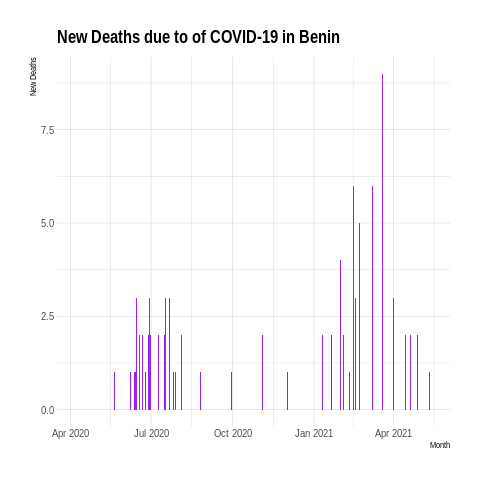 New Deaths due to of COVID-19 in Benin
New Deaths
7.5
5.0
2.5
0.0
Apr 2020 Jul 2020 Oct 2020 Jan 2021 Apr 2021
Month